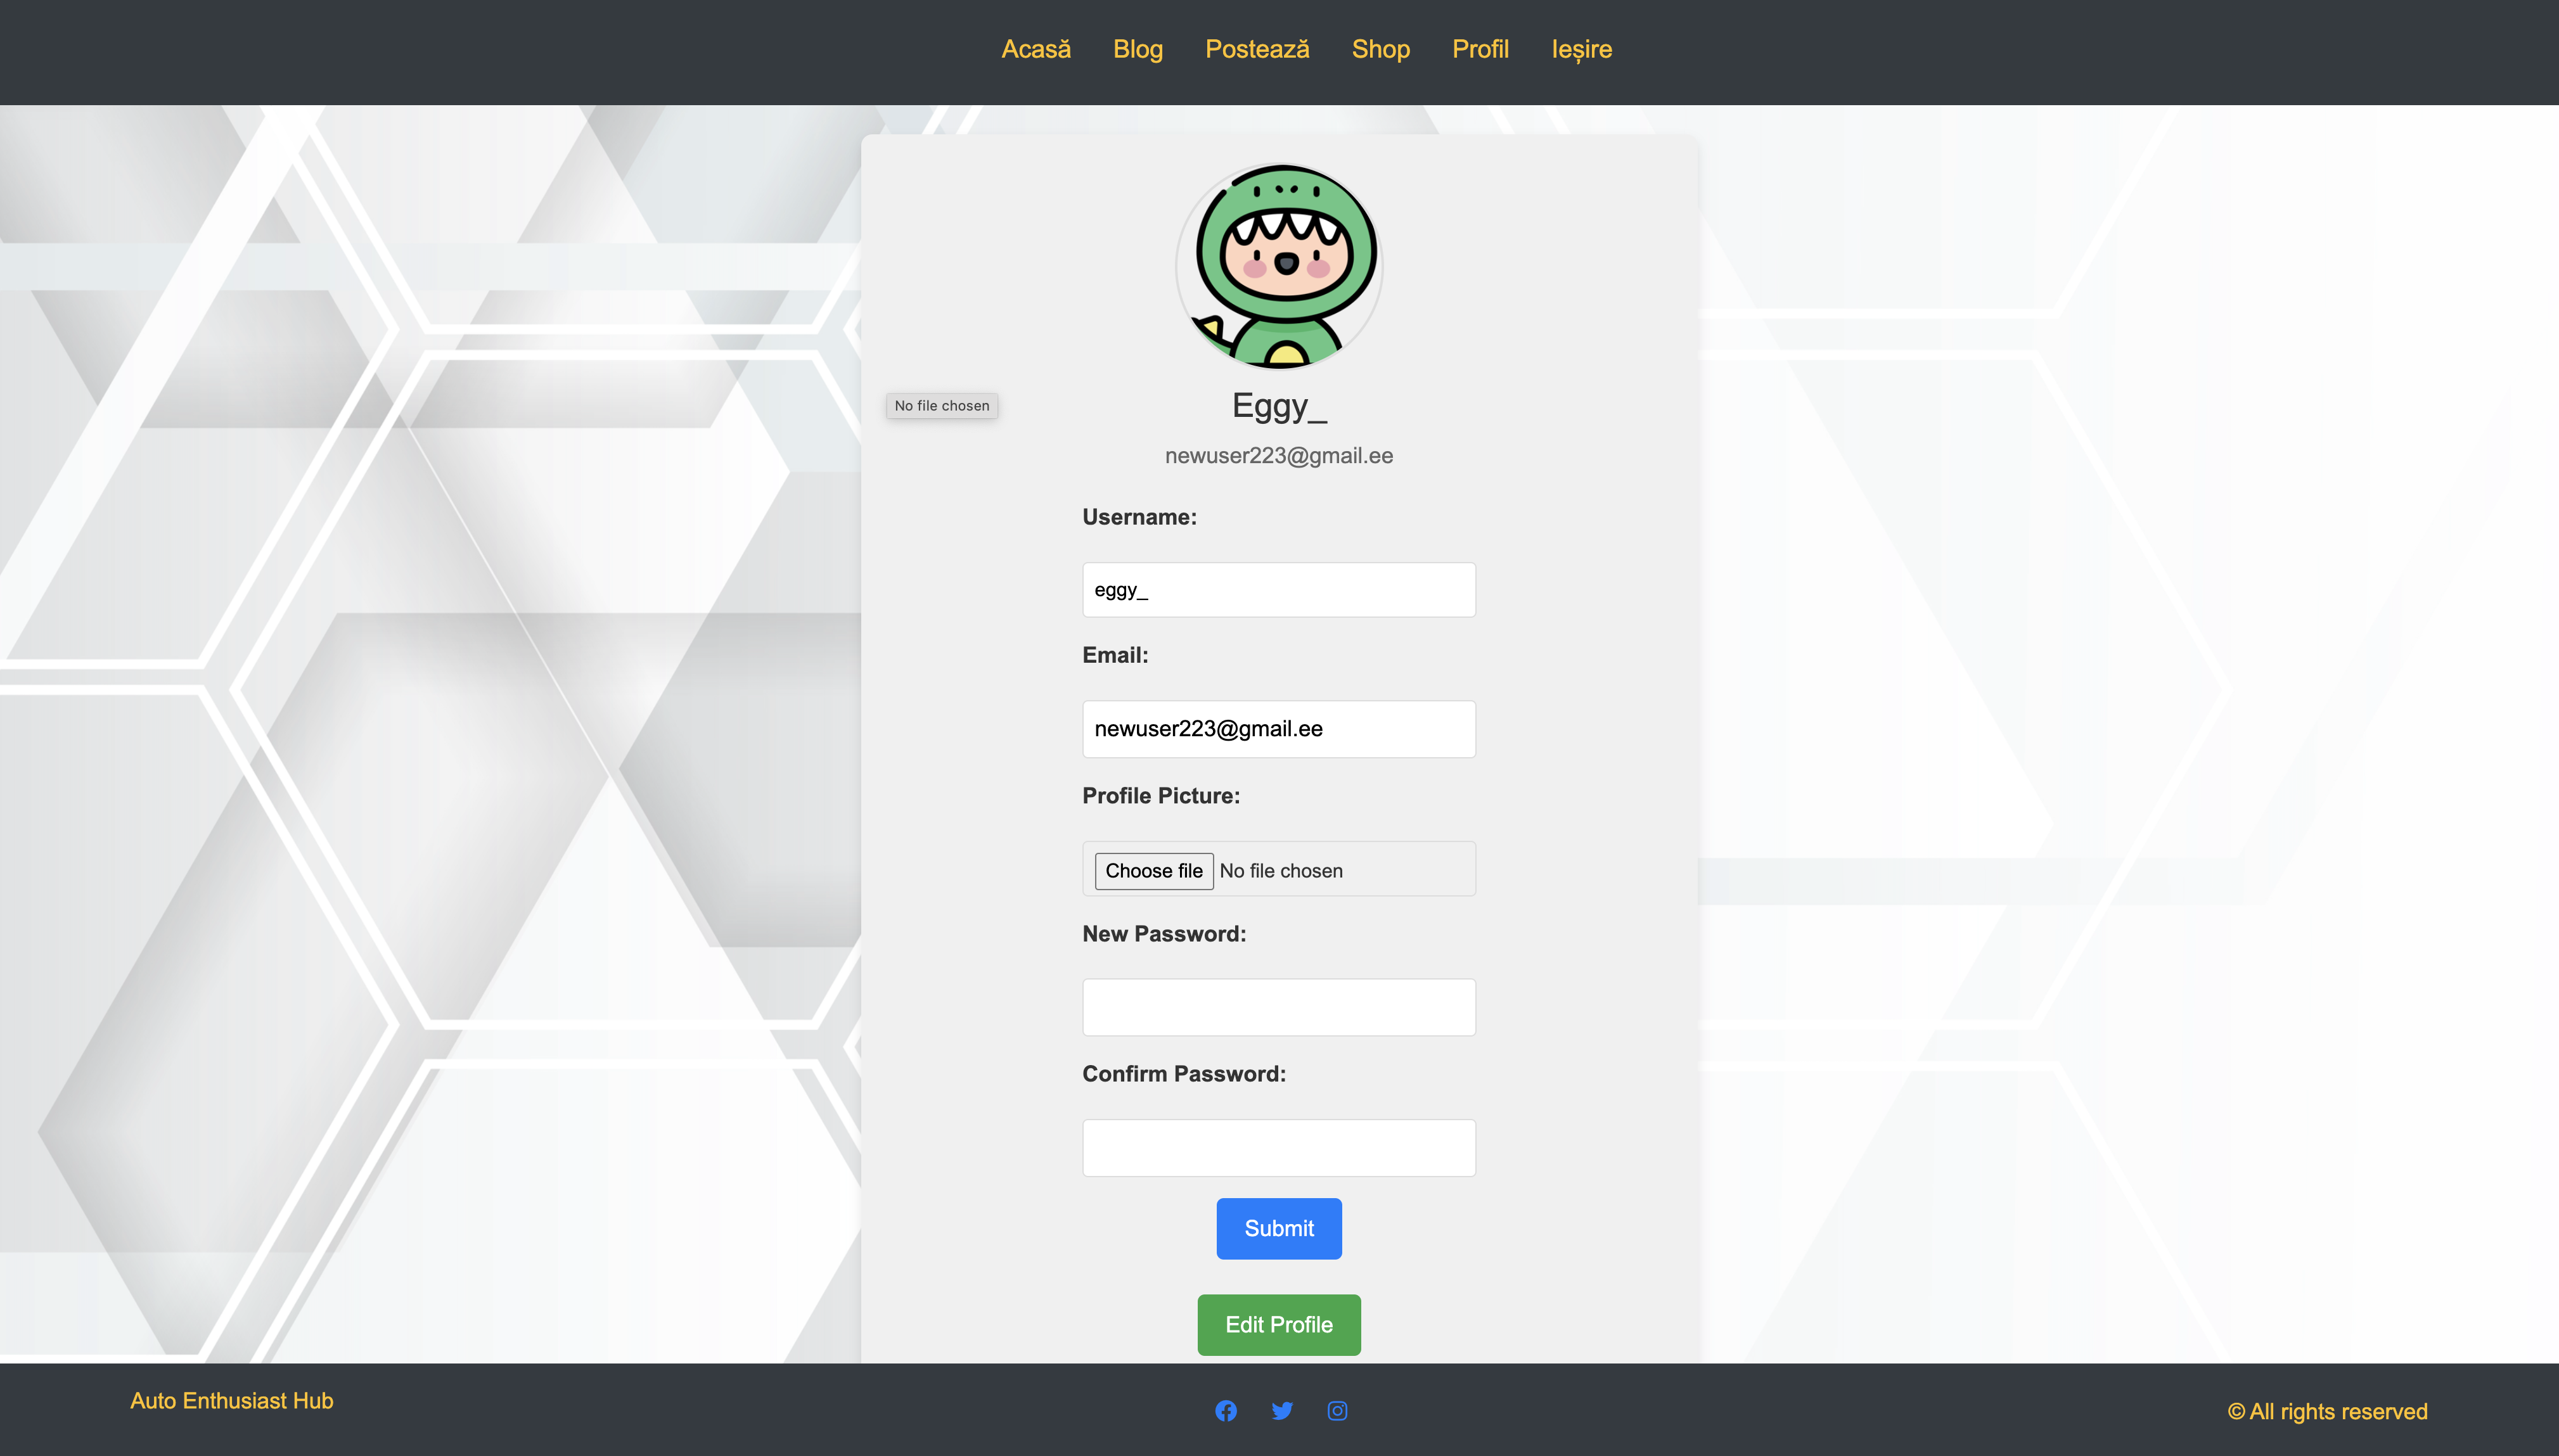 Acasă Blog Postează Shop Profil Ieșire
No file chosen
Eggy_
newuser223@gmail.ee
Username:
eggy_
Email:
newuser223@gmail.ee
Profile Picture:
Choose file No file chosen
New Password:
Confirm Password:
Submit
Edit Profile
Auto Enthusiast Hub
© All rights reserved